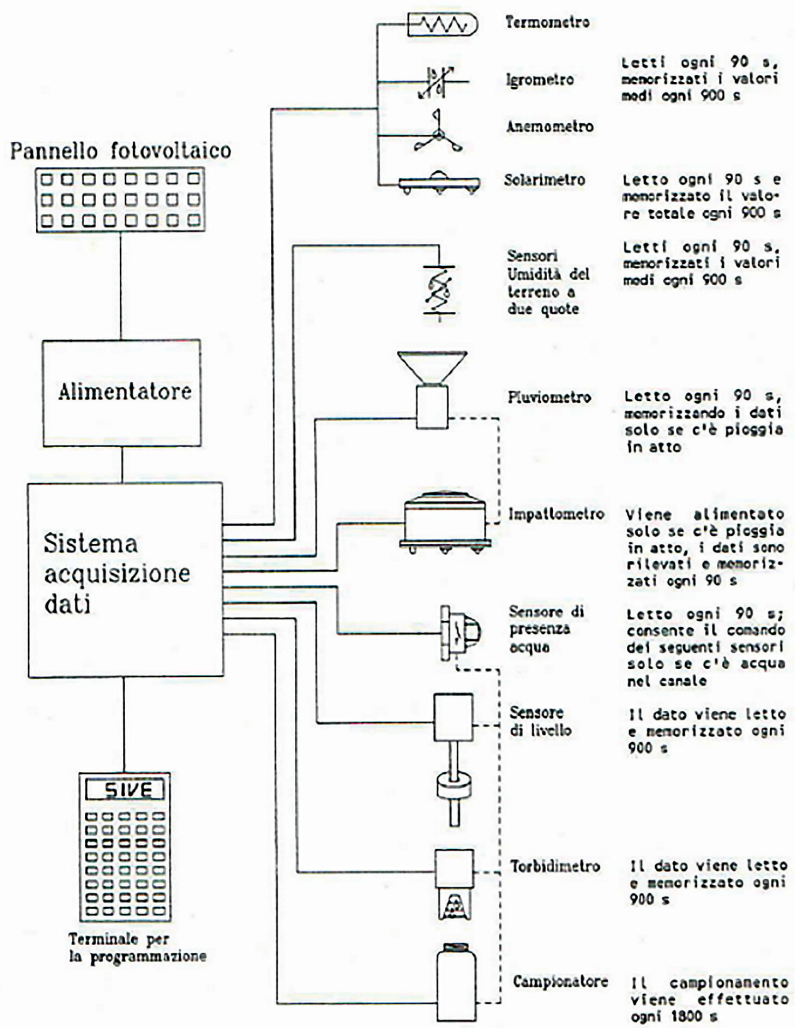 Termometro
Igrometro
Letti ogni 90 s,
memorizzati i valori
medi ogni 900 s
Anemometro
Pannello fotovoltaico
Solarimetro
Letto ogni 90 s e
memorizzato il valo-
re totale ogni 900 s
Sensori
Umidità del
terreno a
due quote
Letti ogni 90 s,
memorizzati i valori
medi ogni 900 s
Alimentatore
Pluviometro
Letto ogni 90 s,
memorizzando i dati
solo se c'è pioggia
in atto
Sistema
acquisizione
dati
Impattometro
Viene alimentato
solo se c'è pioggia
in atto, i dati sono
rilevati e memoriz-
zati ogni 90 s
Sensore di
presenza
acqua
Letto ogni 90 s;
consente il comando
dei seguenti sensori
solo se c'è acqua
nel canale
Sensore
di livello
Il dato viene letto
e memorizzato ogni
900 s
SIVE
Terminale per
la programmazione
Torbidimetro
Il dato viene letto
e memorizzato ogni
900 s
Campionatore
Il campionamento
viene effettuato
ogni 1800 s